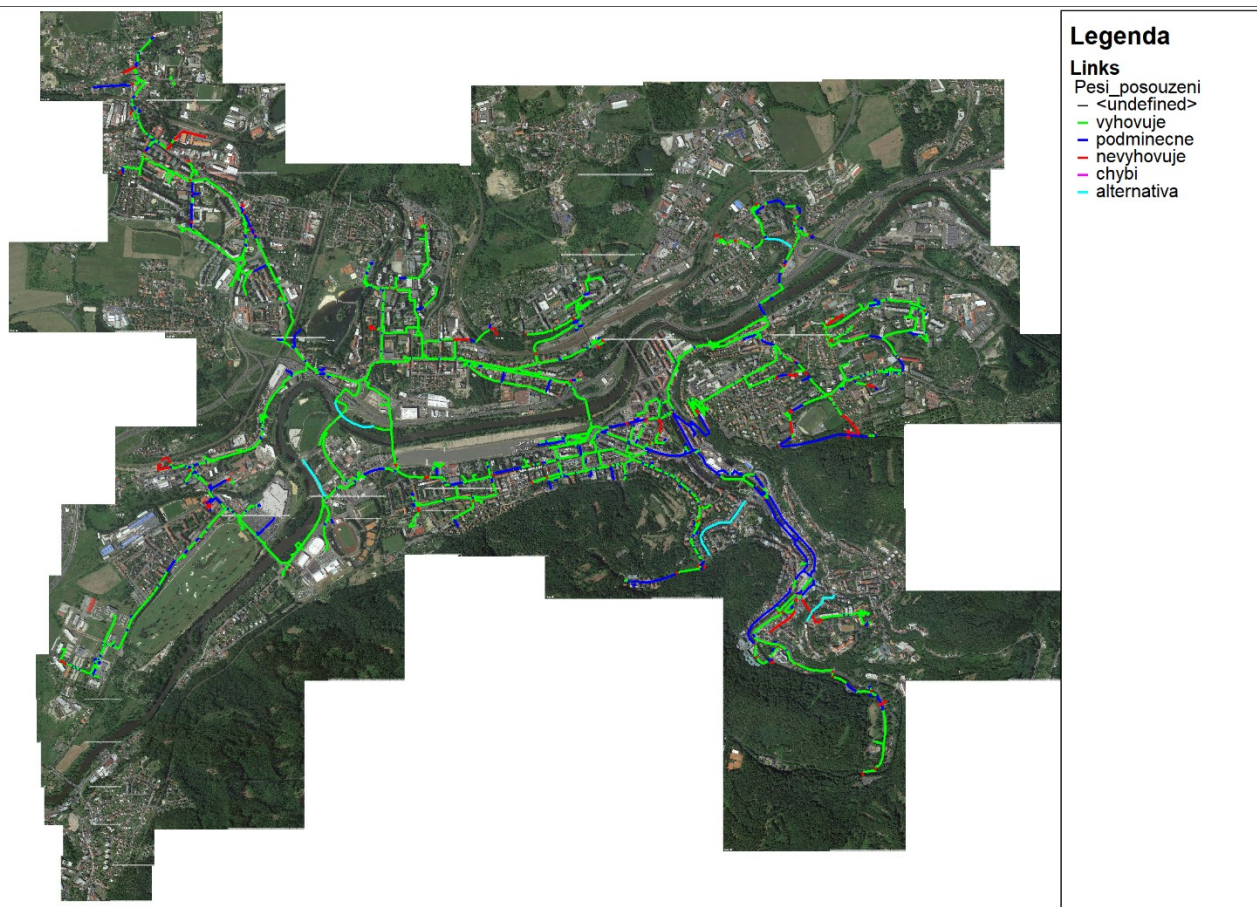 Legenda
Links
Pesi_posouzeni
<undefined>
vyhovuje
podminecne
nevyhovuje
chybi
alternativa